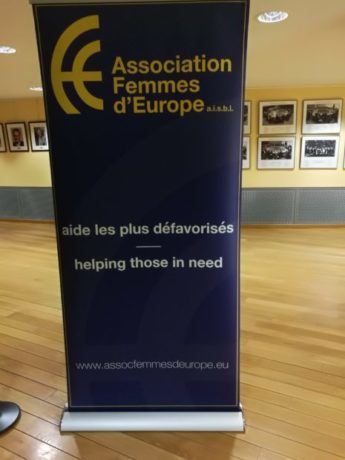 Association
Femmes
d'Europe a.i.s.b.l.
aide les plus défavorisés
helping those in need
www.assocfemmesdeurope.eu